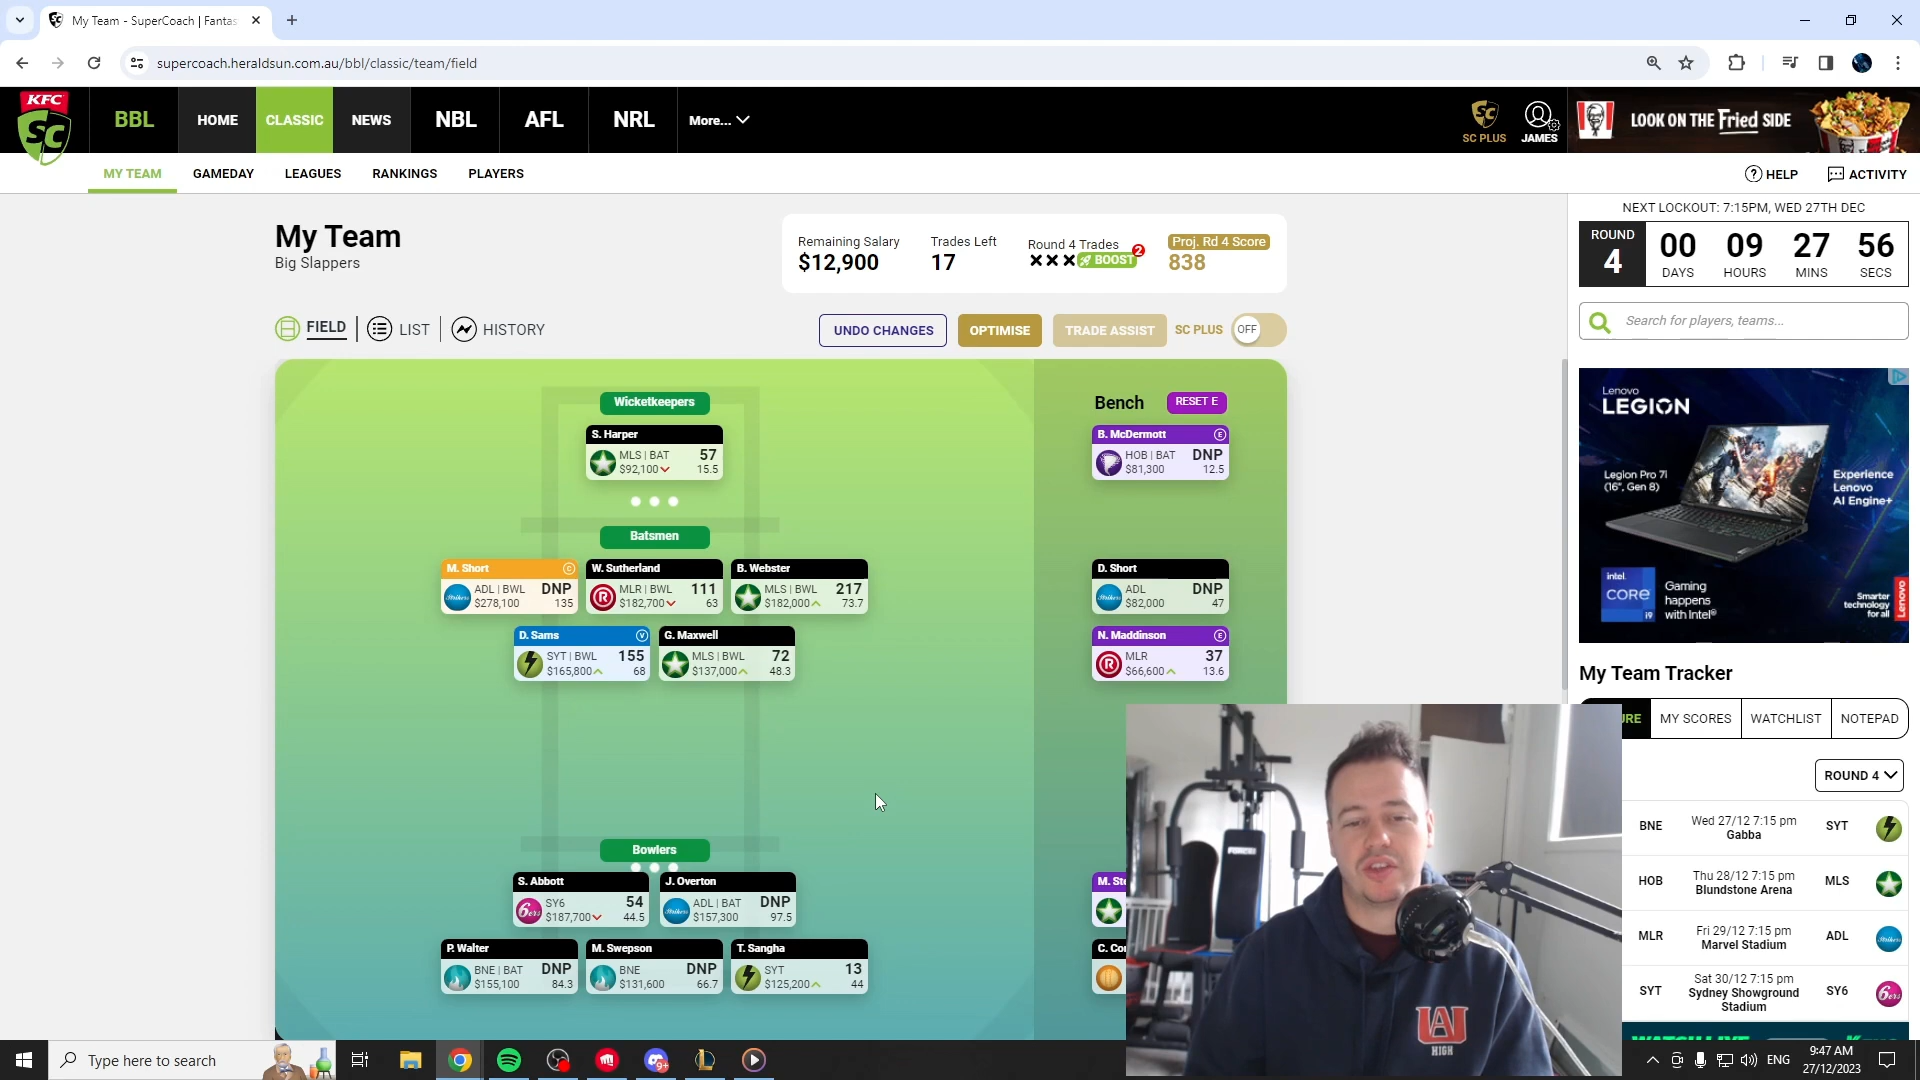 My Team - SuperCoach | Fantas
supercoach.heraldsun.com.au/bbl/classic/team/field
KFC
SC
BBL
HOME
CLASSIC
NEWS
NBL
AFL
NRL
More...
SC PLUS
JAMES
LOOK ON THE Fried SIDE
MY TEAM
GAMEDAY
LEAGUES
RANKINGS
PLAYERS
HELP
ACTIVITY
My Team
Big Slappers
Remaining Salary
$12,900
Trades Left
17
Round 4 Trades
BOOST
2
Proj. Rd 4 Score
838
FIELD
LIST
HISTORY
UNDO CHANGES
OPTIMISE
TRADE ASSIST
SC PLUS
OFF
Wicketkeepers
S. Harper
MLS | BAT 57
$92,100 15.5
Bench
RESET E
B. McDermott E
HOB | BAT DNP
$81,300 12.5
Batsmen
M. Short C
ADL | BWL DNP
$278,100 135
W. Sutherland
MLR | BWL 111
$182,700 63
B. Webster
MLS | BWL 217
$182,000 73.7
D. Short
ADL DNP
$82,000 47
D. Sams V
SYT | BWL 155
$165,800 68
G. Maxwell
MLS | BWL 72
$137,000 48.3
N. Maddinson E
MLR 37
$66,600 13.6
Bowlers
S. Abbott
SY6 54
$187,700 44.5
J. Overton
ADL | BAT DNP
$157,300 97.5
M. Ste
P. Walter
BNE | BAT DNP
$155,100 84.3
M. Swepson
BNE DNP
$131,600 66.7
T. Sangha
SYT 13
$125,200 44
C. Co
NEXT LOCKOUT: 7:15PM, WED 27TH DEC
ROUND
4
00
DAYS
09
HOURS
27
MINS
56
SECS
Search for players, teams...
Lenovo
LEGION
Legion Pro 7i
(16", Gen 8)
Experience
Lenovo
AI Engine+
intel.
CORE
i9
Gaming
happens
with Intel®
Smarter
technology
for all
Lenovo
My Team Tracker
URE
MY SCORES
WATCHLIST
NOTEPAD
ROUND 4
BNE
Wed 27/12 7:15 pm
Gabba
SYT
HOB
Thu 28/12 7:15 pm
Blundstone Arena
MLS
MLR
Fri 29/12 7:15 pm
Marvel Stadium
ADL
SYT
Sat 30/12 7:15 pm
Sydney Showground
Stadium
SY6
HIGH
Type here to search
9+
ENG
9:47 AM
27/12/2023